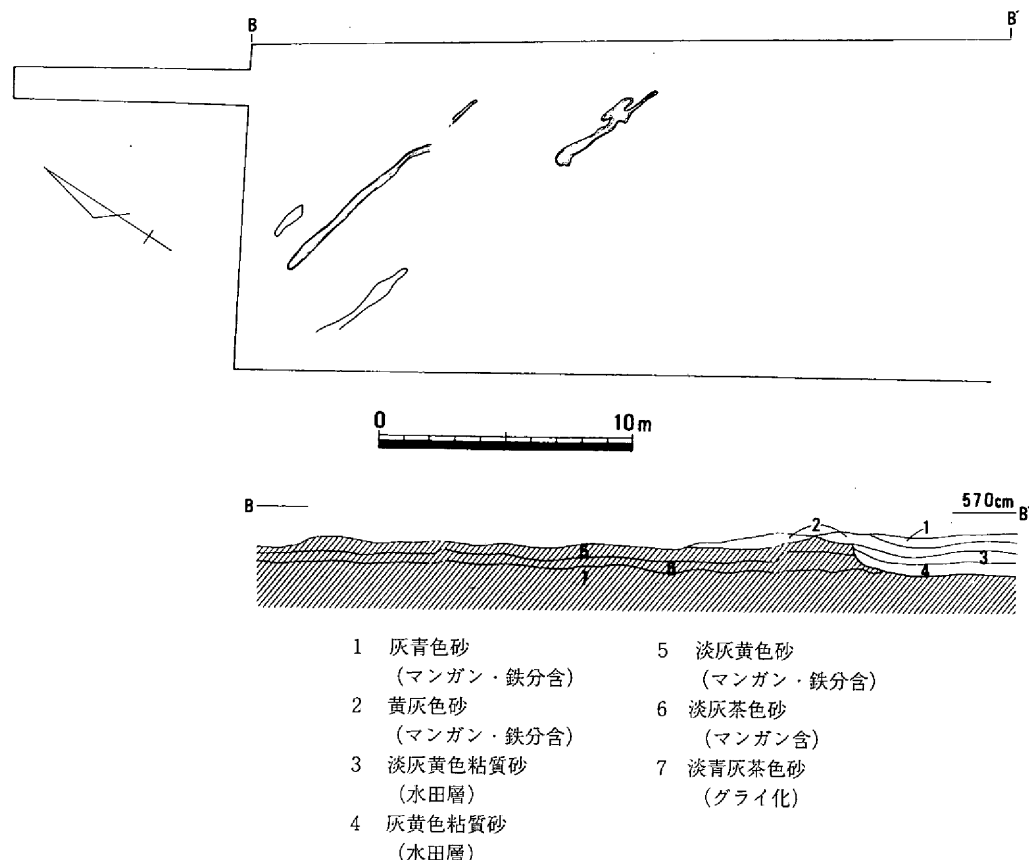 B B′
0 10m
570cm
B B′
2 1
5 3
6 4
7
1 灰青色砂
(マンガン・鉄分含)
2 黄灰色砂
(マンガン・鉄分含)
3 淡灰黄色粘質砂
(水田層)
4 灰黄色粘質砂
(水田層)
5 淡灰黄色砂
(マンガン・鉄分含)
6 淡灰茶色砂
(マンガン含)
7 淡青灰茶色砂
(グライ化)